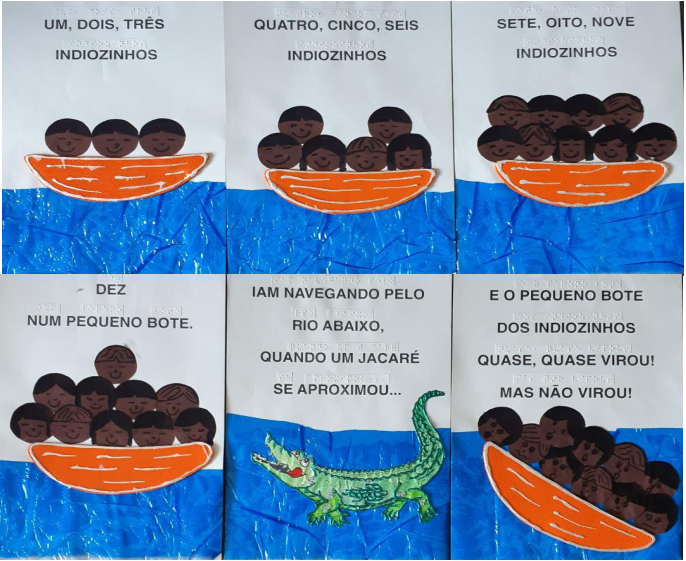 UM, DOIS, TRÊS
INDIOZINHOS
QUATRO, CINCO, SEIS
INDIOZINHOS
SETE, OITO, NOVE
INDIOZINHOS
DEZ
NUM PEQUENO BOTE.
IAM NAVEGANDO PELO
RIO ABAIXO,
QUANDO UM JACARÉ
SE APROXIMOU...
E O PEQUENO BOTE
DOS INDIOZINHOS
QUASE, QUASE VIROU!
MAS NÃO VIROU!